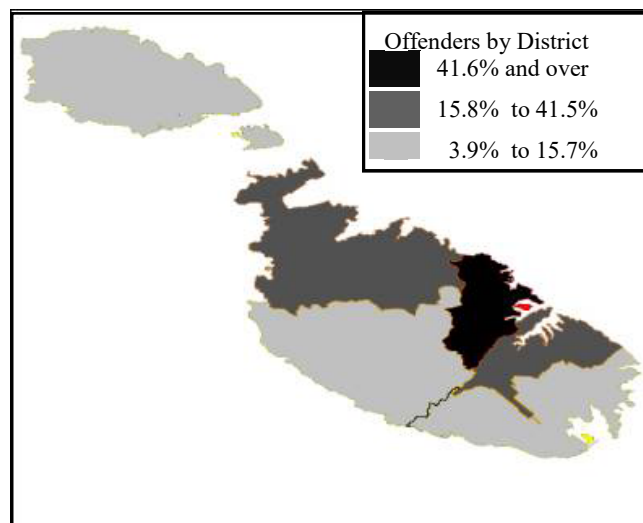 Offenders by District
41.6% and over
15.8% to 41.5%
3.9% to 15.7%